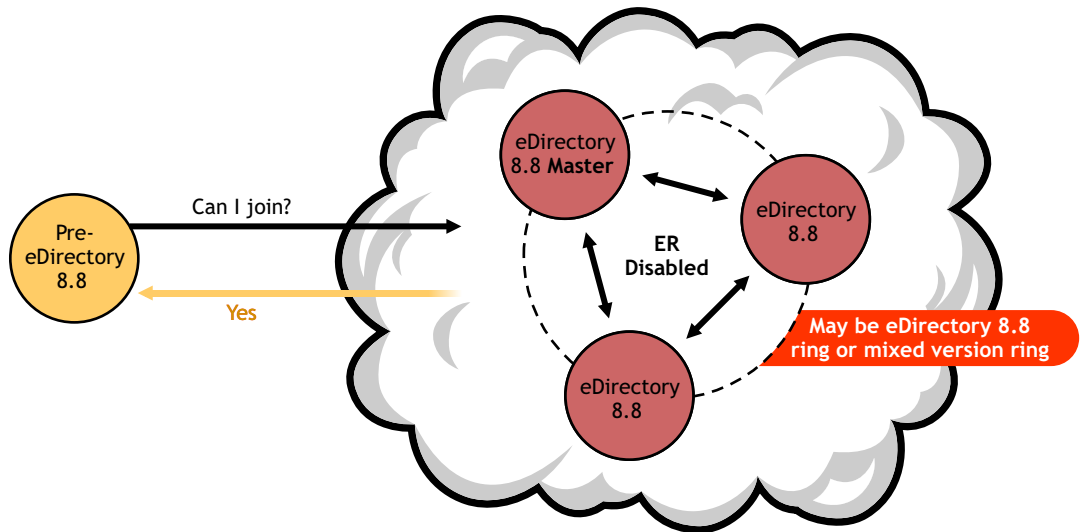 eDirectory
8.8 Master
Can I join?
eDirectory
8.8
Pre-
eDirectory
8.8
ER
Disabled
Yes
May be eDirectory 8.8
ring or mixed version ring
eDirectory
8.8